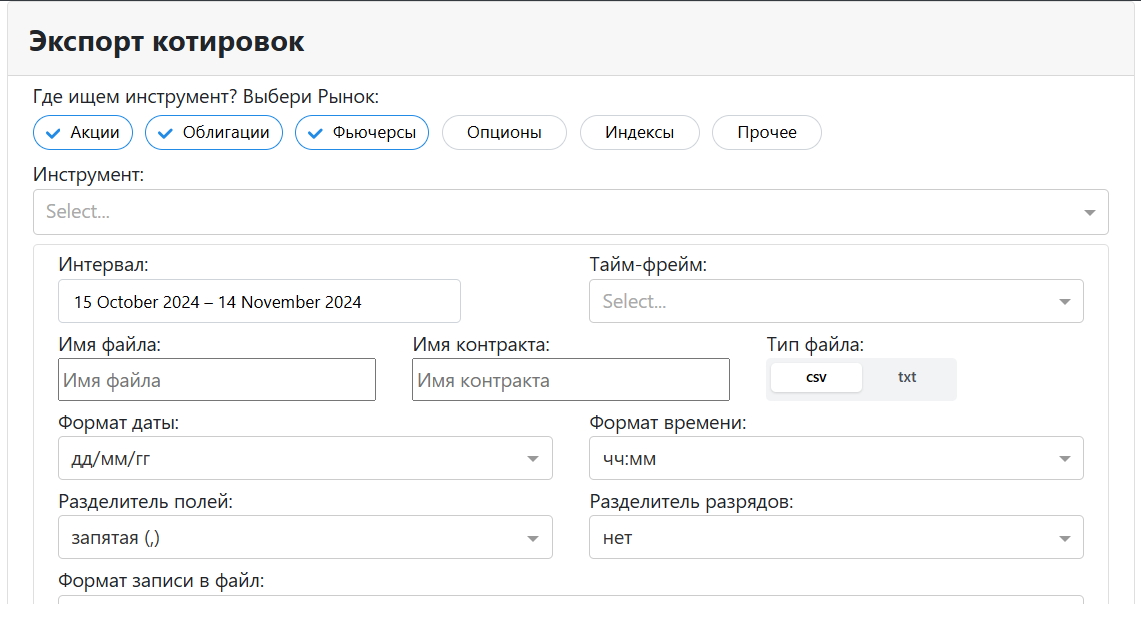 Экспорт котировок
Где ищем инструмент? Выбери Рынок:
Акции Облигации Фьючерсы Опционы Индексы Прочее
Инструмент:
Select...
Интервал: Тайм-фрейм:
15 October 2024 – 14 November 2024 Select...
Имя файла: Имя контракта: Тип файла:
Имя файла Имя контракта csv txt
Формат даты: Формат времени:
дд/мм/гг чч:мм
Разделитель полей: Разделитель разрядов:
запятая (,) нет
Формат записи в файл: